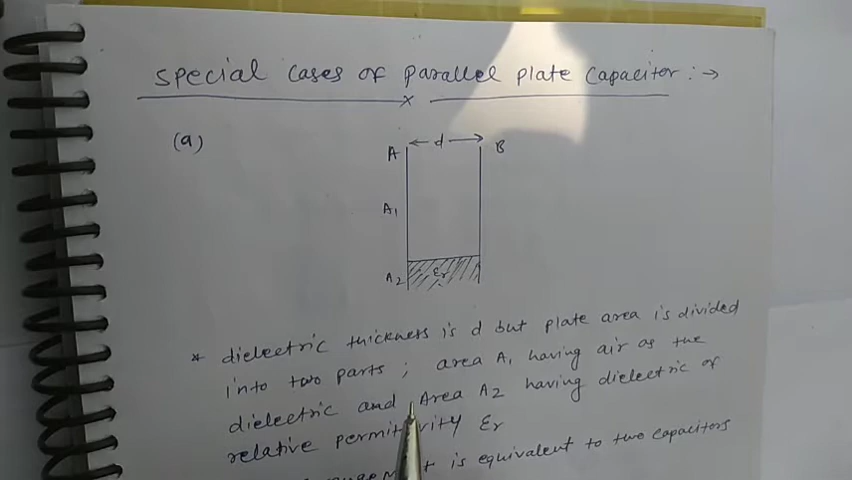 Special cases of parallel plate capacitor : →
(a)
A ← d → B
A1
A2 Er
* dielectric thickness is d but plate area is divided
into two parts ; area A1 having air as the
dielectric and Area A2 having dielectric of
relative permittivity Er
is equivalent to two capacitors